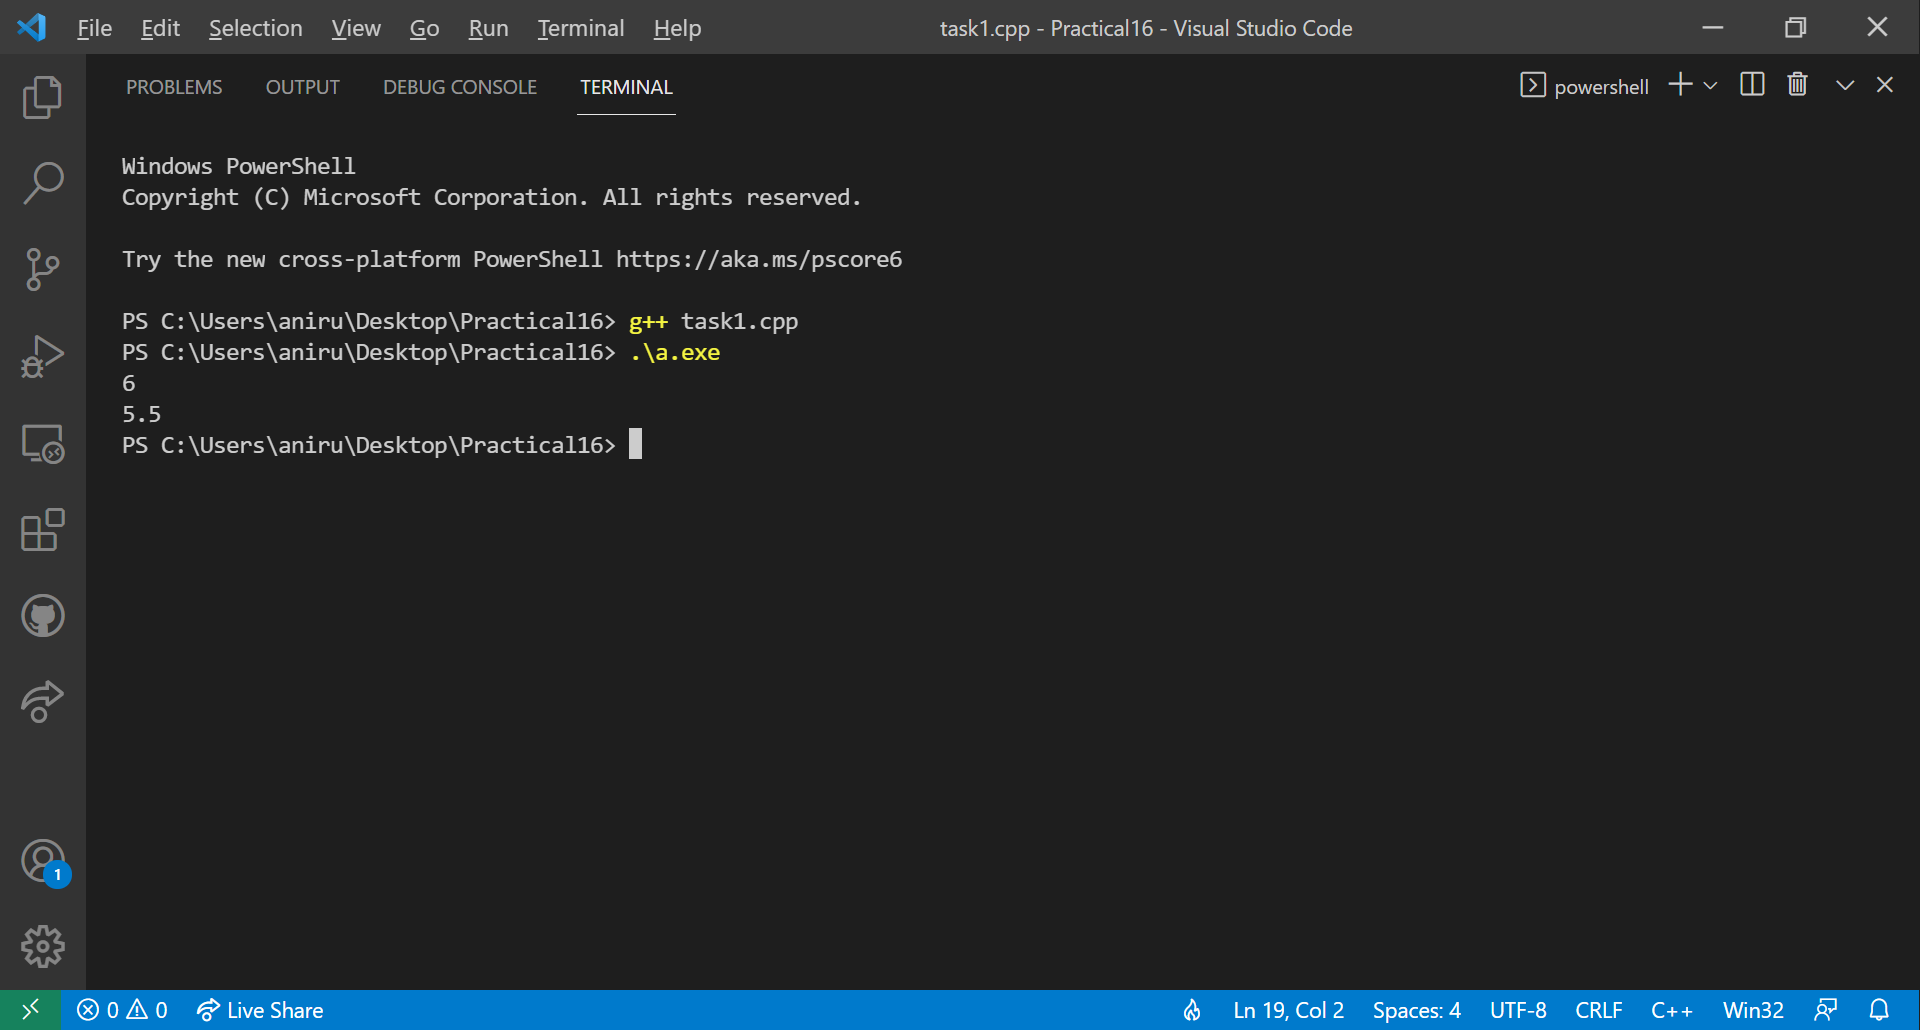 File Edit Selection View Go Run Terminal Help task1.cpp - Practical16 - Visual Studio Code
PROBLEMS OUTPUT DEBUG CONSOLE TERMINAL powershell
Windows PowerShell
Copyright (C) Microsoft Corporation. All rights reserved.
Try the new cross-platform PowerShell https://aka.ms/pscore6
PS C:\Users\aniru\Desktop\Practical16> g++ task1.cpp
PS C:\Users\aniru\Desktop\Practical16> .\a.exe
6
5.5
PS C:\Users\aniru\Desktop\Practical16>
1
0 0 Live Share Ln 19, Col 2 Spaces: 4 UTF-8 CRLF C++ Win32